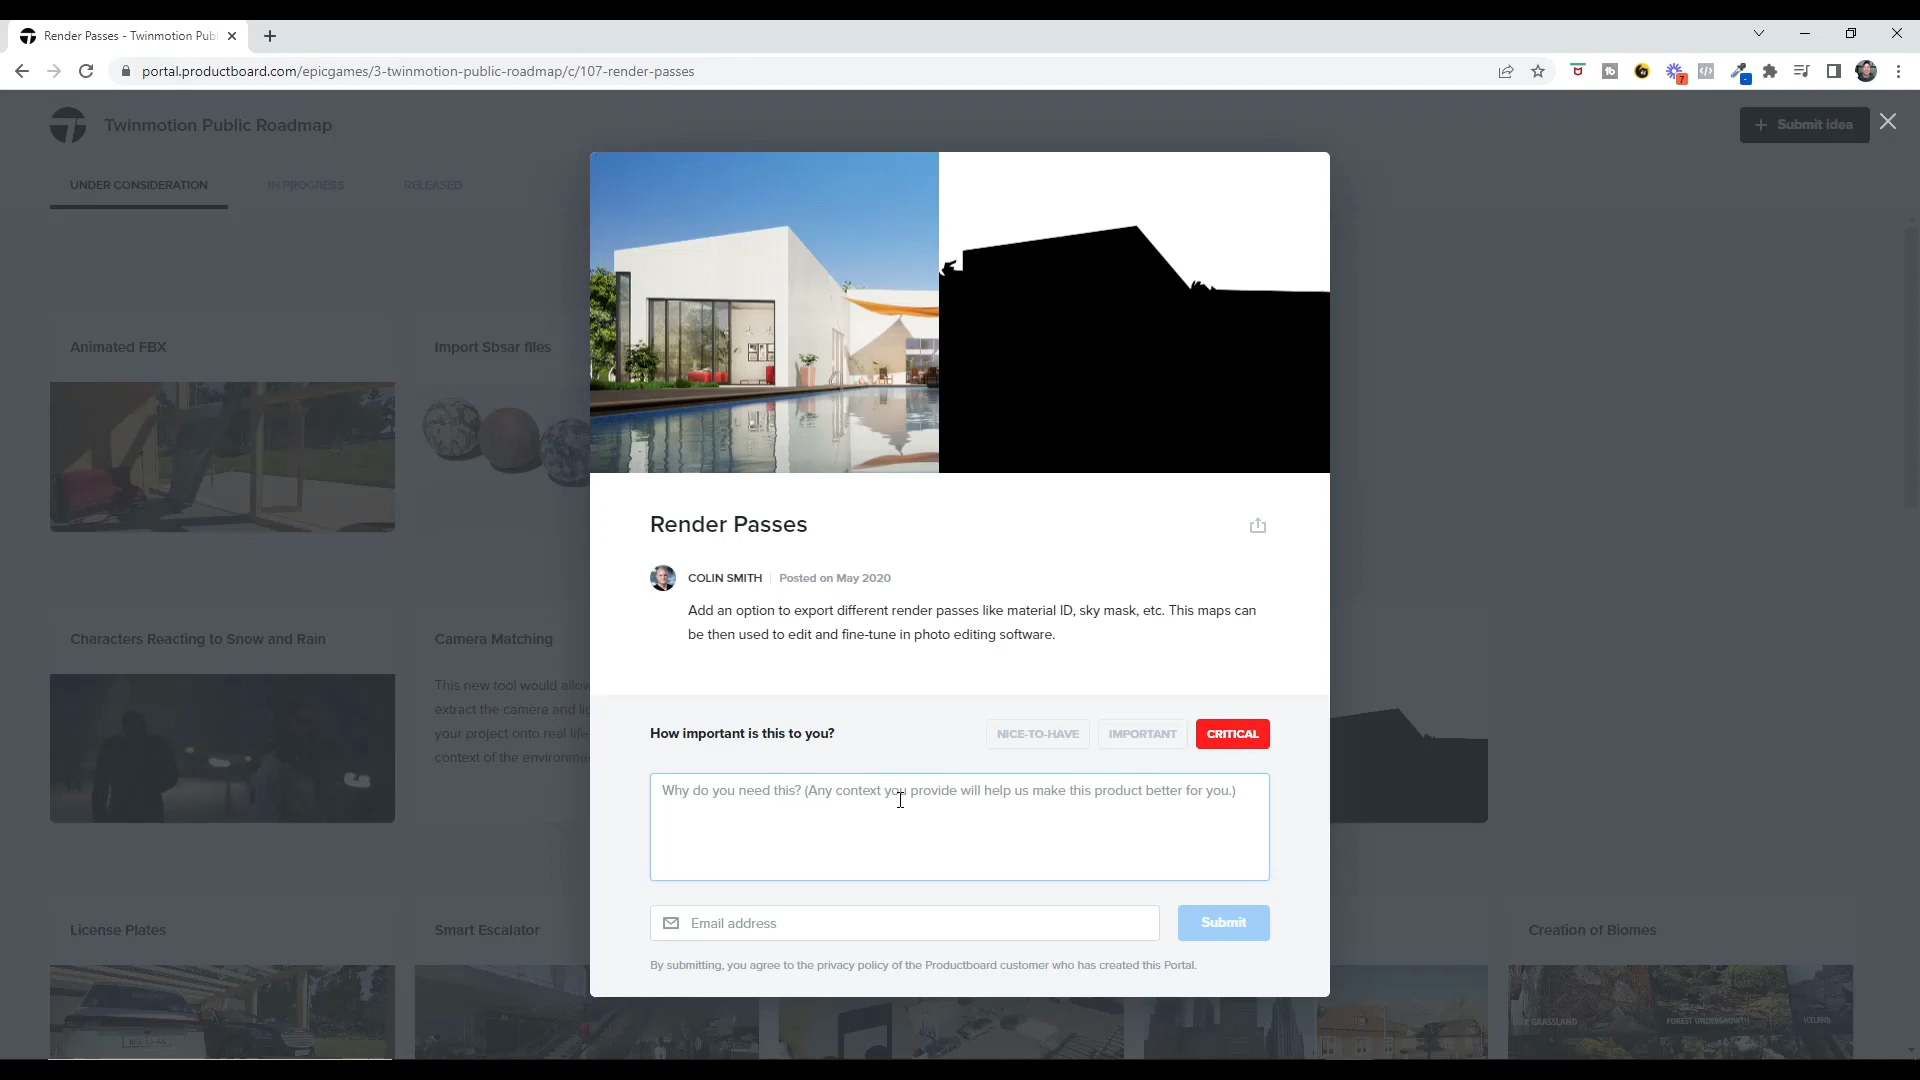 Render Passes - Twinmotion Pub
portal.productboard.com/epicgames/3-twinmotion-public-roadmap/c/107-render-passes
7
Twinmotion Public Roadmap
+ Submit idea
UNDER CONSIDERATION
IN PROGRESS
RELEASED
Animated FBX
Import Sbsar files
Render Passes
COLIN SMITH
Posted on May 2020
Add an option to export different render passes like material ID, sky mask, etc. This maps can
be then used to edit and fine-tune in photo editing software.
Characters Reacting to Snow and Rain
Camera Matching
This new tool would allow
extract the camera and lig
your project onto real life
context of the environme
How important is this to you?
NICE-TO-HAVE
IMPORTANT
CRITICAL
Why do you need this? (Any context you provide will help us make this product better for you.)
Email address
Submit
By submitting, you agree to the privacy policy of the Productboard customer who has created this Portal.
License Plates
Smart Escalator
Creation of Biomes
FOREST UNDERGROWTH
ICELAND